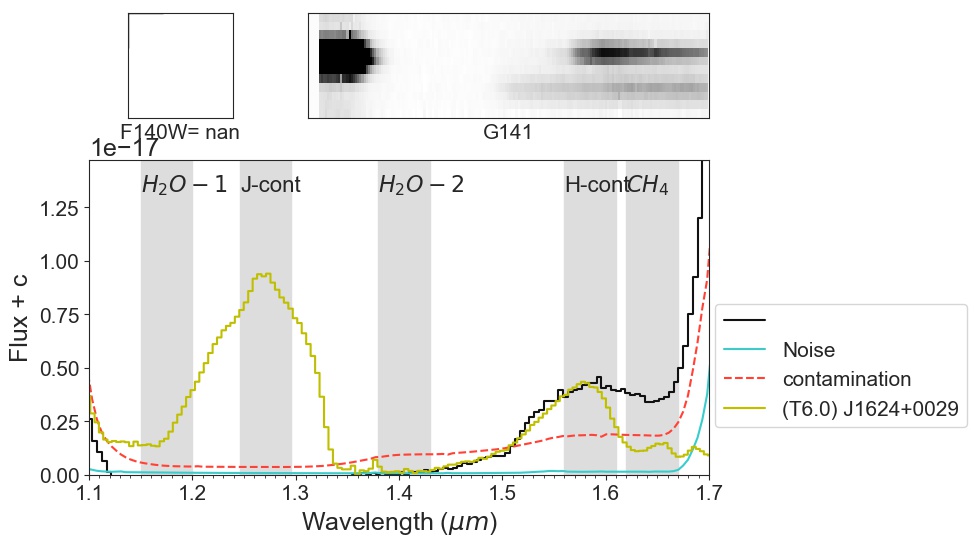 F140W= nan
G141
1e−17
H₂O − 1
J-cont
H₂O − 2
H-cont
CH₄
1.25
1.00
0.75
0.50
0.25
0.00
Flux + c
1.1
1.2
1.3
1.4
1.5
1.6
1.7
Wavelength (μm)
Noise
contamination
(T6.0) J1624+0029